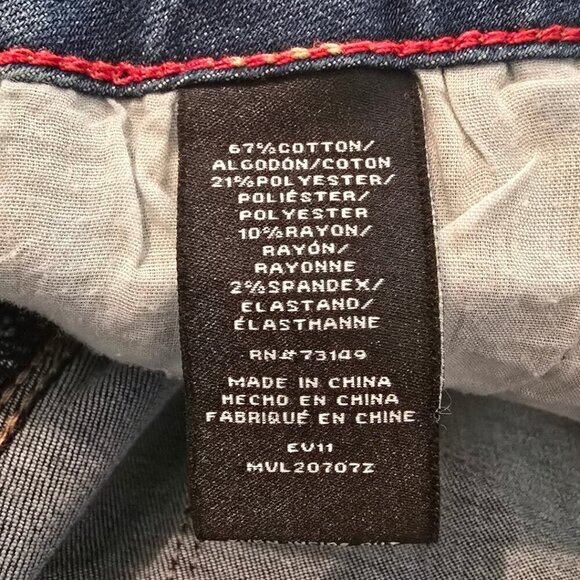 67%COTTON/
ALGODÓN/COTON
21%POLYESTER/
POLIÉSTER/
POLYESTER
10%RAYON/
RAYÓN/
RAYONNE
2%SPANDEX/
ELASTANO/
ÉLASTHANNE
RN# 73149
MADE IN CHINA
HECHO EN CHINA
FABRIQUÉ EN CHINE
EV11
MVL20707Z